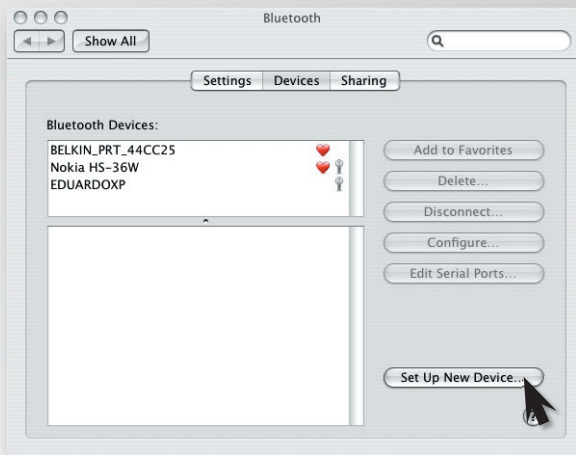 Bluetooth
Show All
Settings Devices Sharing
Bluetooth Devices:
BELKIN_PRT_44CC25
Nokia HS-36W
EDUARDOXP
Add to Favorites
Delete...
Disconnect...
Configure...
Edit Serial Ports...
Set Up New Device...